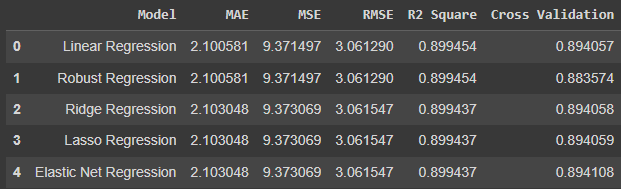 Model MAE MSE RMSE R2 Square Cross Validation
0 Linear Regression 2.100581 9.371497 3.061290 0.899454 0.894057
1 Robust Regression 2.100581 9.371497 3.061290 0.899454 0.883574
2 Ridge Regression 2.103048 9.373069 3.061547 0.899437 0.894058
3 Lasso Regression 2.103048 9.373069 3.061547 0.899437 0.894059
4 Elastic Net Regression 2.103048 9.373069 3.061547 0.899437 0.894108